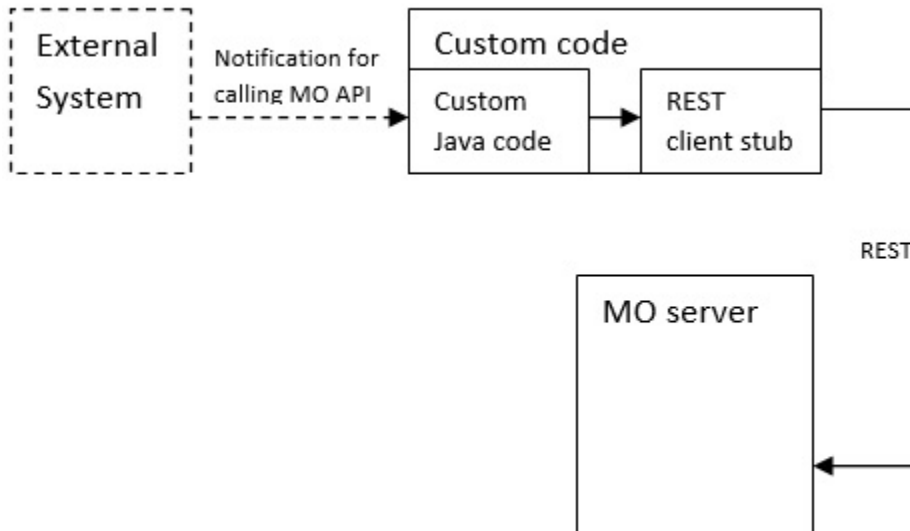 External
System
Notification for
calling MO API
Custom code
Custom
Java code
REST
client stub
REST
MO server